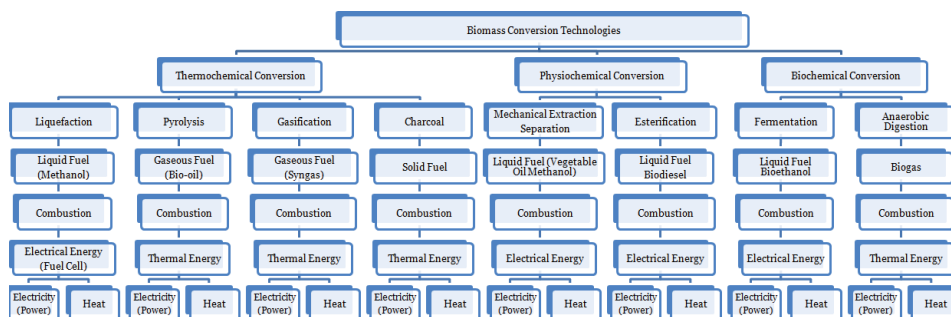 Biomass Conversion Technologies
Thermochemical Conversion
Physiochemical Conversion
Biochemical Conversion
Liquefaction
Pyrolysis
Gasification
Charcoal
Mechanical Extraction
Separation
Esterification
Fermentation
Anaerobic
Digestion
Liquid Fuel
(Methanol)
Gaseous Fuel
(Bio-oil)
Gaseous Fuel
(Syngas)
Solid Fuel
Liquid Fuel (Vegetable
Oil Methanol)
Liquid Fuel
Biodiesel
Liquid Fuel
Bioethanol
Biogas
Combustion
Combustion
Combustion
Combustion
Combustion
Combustion
Combustion
Combustion
Electrical Energy
(Fuel Cell)
Thermal Energy
Thermal Energy
Thermal Energy
Electrical Energy
Electrical Energy
Electrical Energy
Thermal Energy
Electricity
(Power)
Heat
Electricity
(Power)
Heat
Electricity
(Power)
Heat
Electricity
(Power)
Heat
Electricity
(Power)
Heat
Electricity
(Power)
Heat
Electricity
(Power)
Heat
Electricity
(Power)
Heat